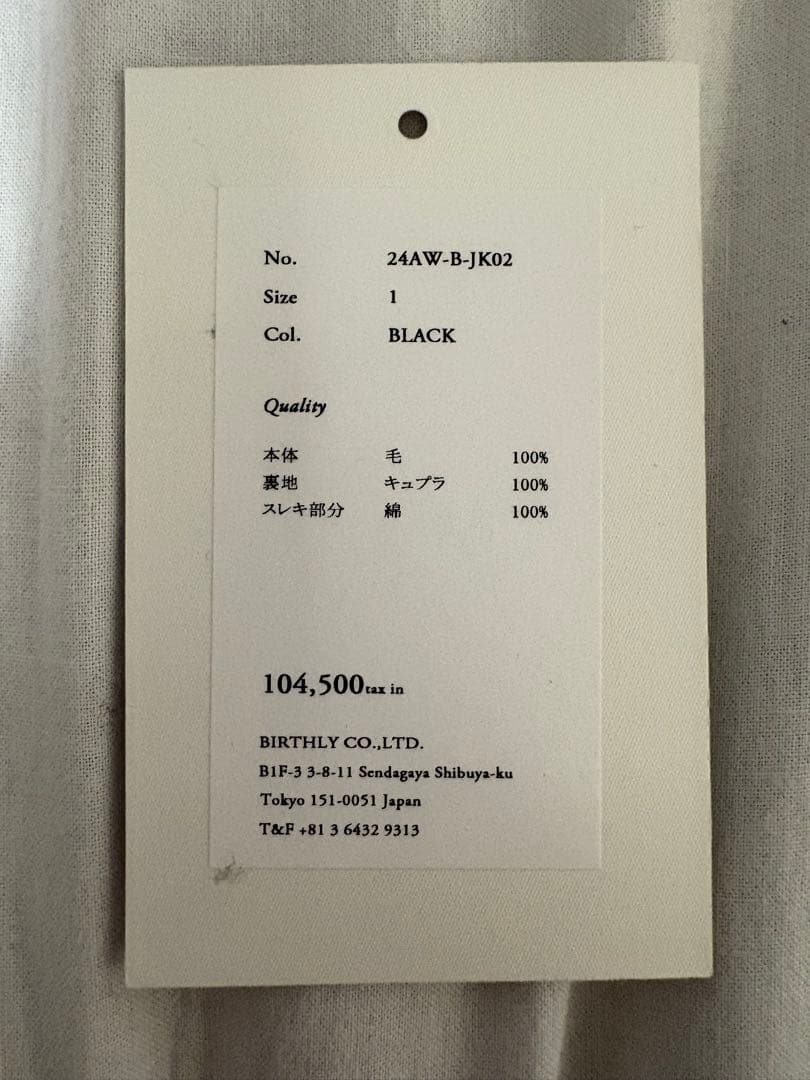 No. 24AW-B-JK02
Size 1
Col. BLACK
Quality
本体 毛 100%
裏地 キュプラ 100%
スレキ部分 綿 100%
104,500tax in
BIRTHLY CO.,LTD.
B1F-3 3-8-11 Sendagaya Shibuya-ku
Tokyo 151-0051 Japan
T&F +81 3 6432 9313